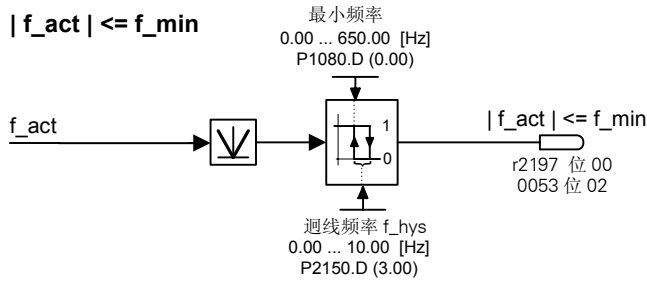 | f_act | <= f_min
最小频率
0.00 ... 650.00 [Hz]
P1080.D (0.00)
f_act
1
0
| f_act | <= f_min
r2197 位 00
0053 位 02
迥线频率 f_hys
0.00 ... 10.00 [Hz]
P2150.D (3.00)